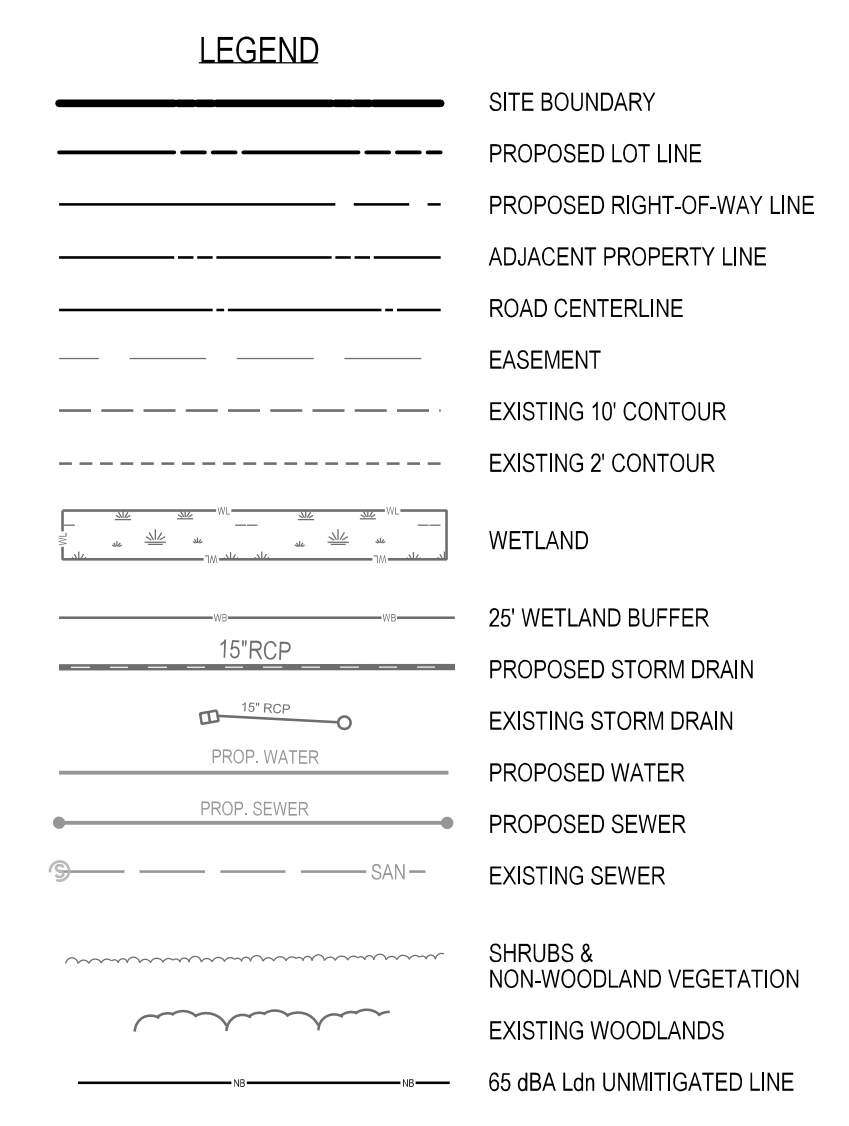 LEGEND
SITE BOUNDARY
PROPOSED LOT LINE
PROPOSED RIGHT-OF-WAY LINE
ADJACENT PROPERTY LINE
ROAD CENTERLINE
EASEMENT
EXISTING 10' CONTOUR
EXISTING 2' CONTOUR
WL WL
WL
WETLAND
WL WL
WB WB
25' WETLAND BUFFER
15"RCP
PROPOSED STORM DRAIN
15" RCP
EXISTING STORM DRAIN
PROP. WATER
PROPOSED WATER
PROP. SEWER
PROPOSED SEWER
S SAN
EXISTING SEWER
SHRUBS &
NON-WOODLAND VEGETATION
EXISTING WOODLANDS
NB NB
65 dBA Ldn UNMITIGATED LINE